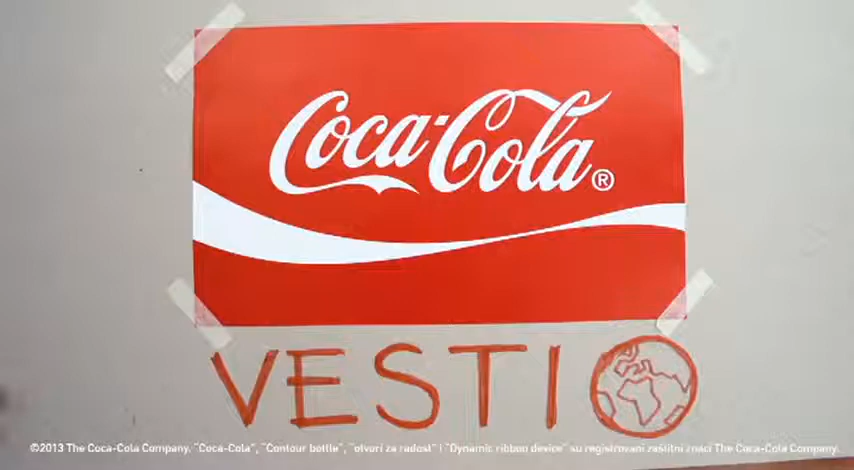 Coca-Cola®
VESTI
©2013 The Coca-Cola Company. "Coca-Cola", "Contour bottle", "otvori za radost" i "Dynamic ribbon device" su registrovani zaštitni znaci The Coca-Cola Company.